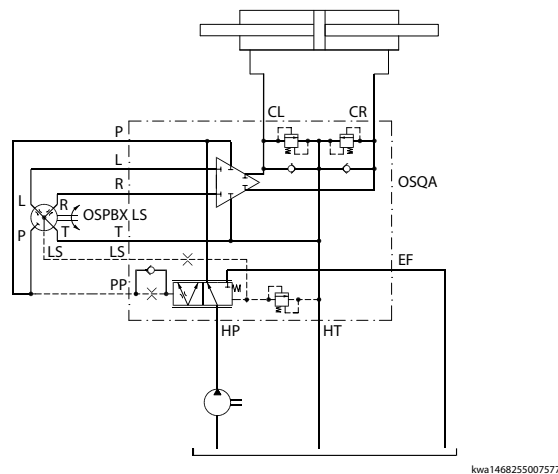 CL CR
P
L
R
T
LS
OSQA
L R
OSPBX LS
P T
LS
EF
PP
HP HT
kwa1468255007577